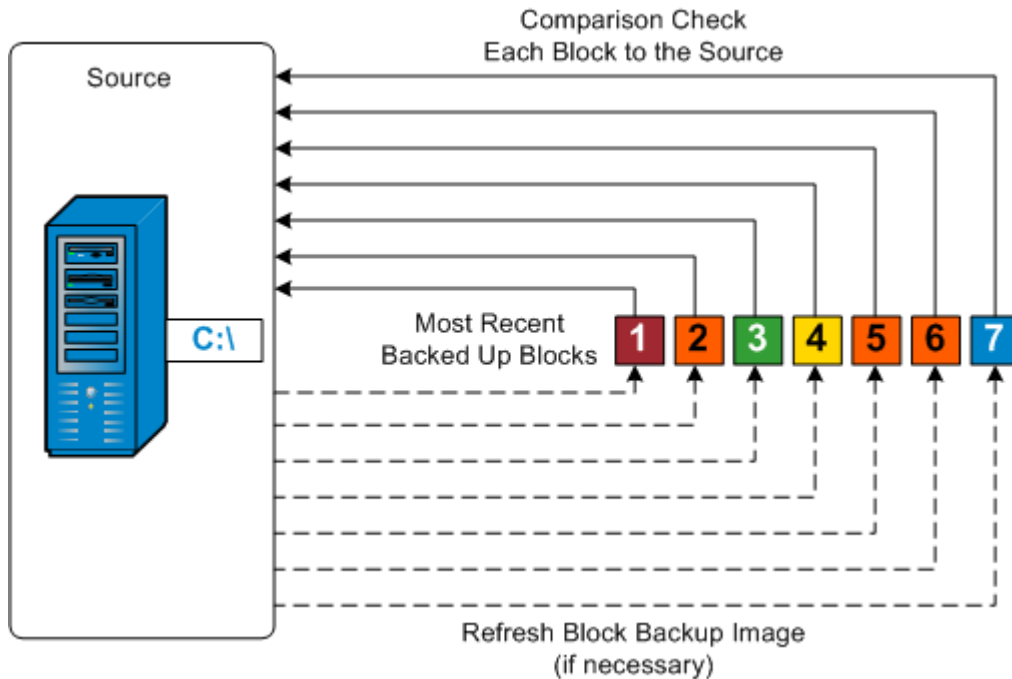 Comparison Check
Each Block to the Source
Source
C:\
Most Recent
Backed Up Blocks
1 2 3 4 5 6 7
Refresh Block Backup Image
(if necessary)